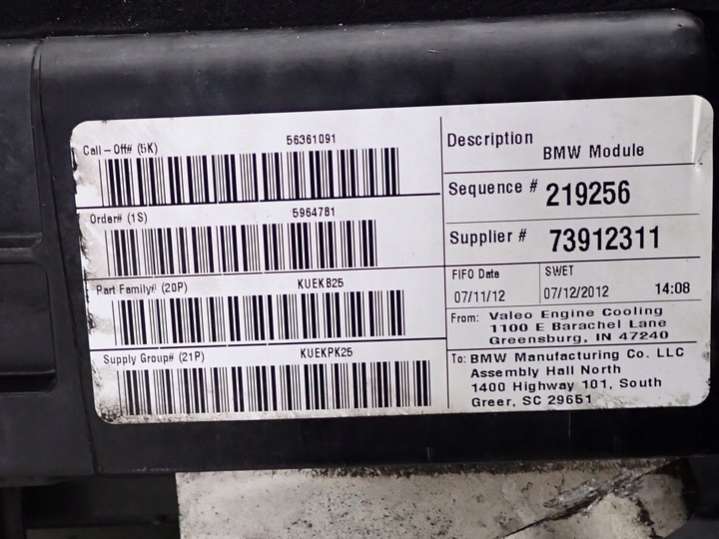 Call-Off# (5K) 56361091
Order# (1S) 5964781
Part Family# (20P) KUEKB25
Supply Group# (21P) KUEKPK25
Description BMW Module
Sequence # 219256
Supplier # 73912311
FIFO Date SWET
07/11/12 07/12/2012 14:08
From: Valeo Engine Cooling
1100 E Barachel Lane
Greensburg, IN 47240
To: BMW Manufacturing Co. LLC
Assembly Hall North
1400 Highway 101, South
Greer, SC 29651